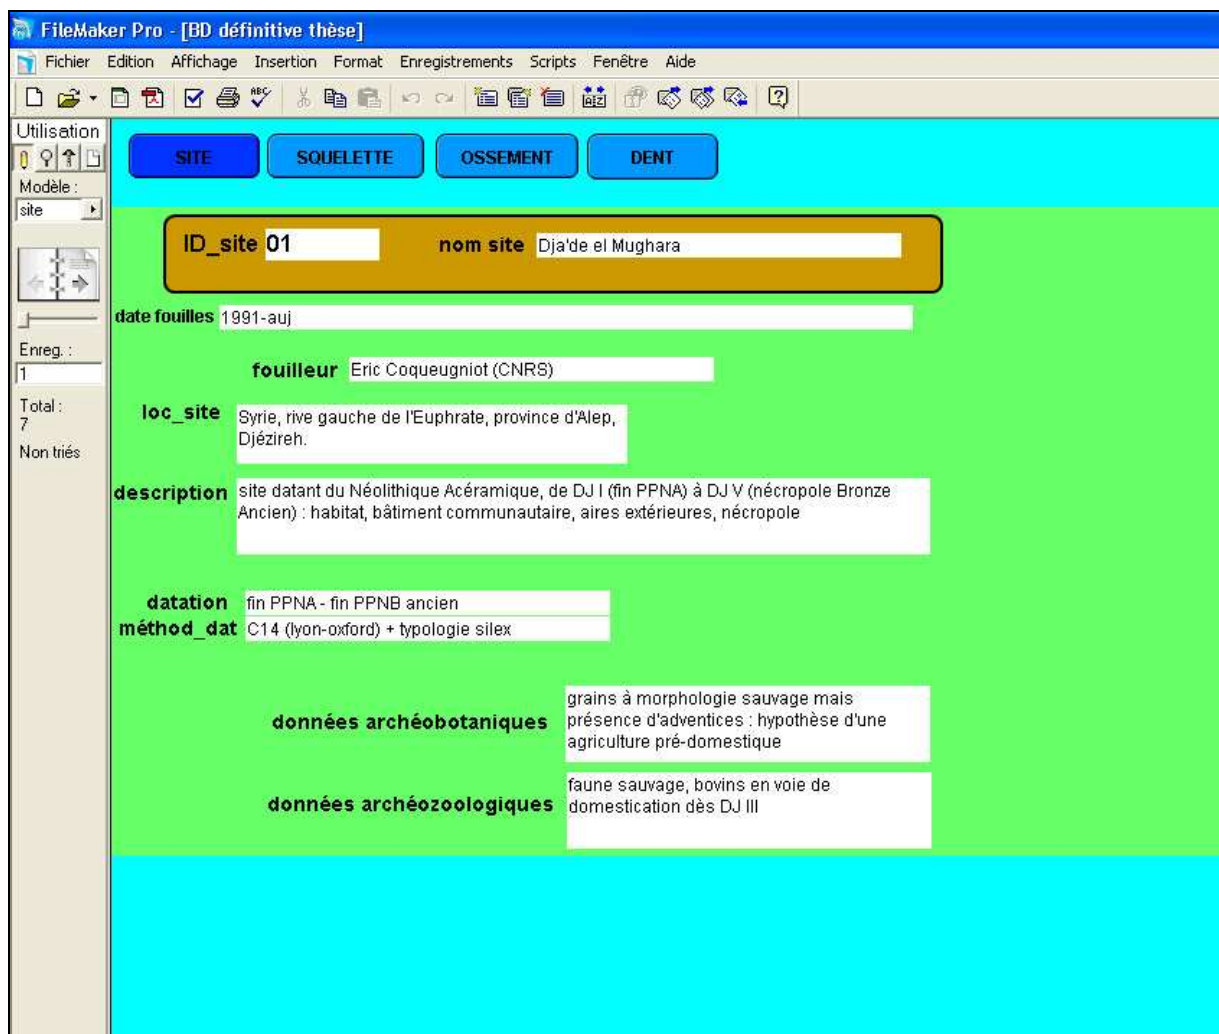 FileMaker Pro - [BD définitive thèse]
Fichier Edition Affichage Insertion Format Enregistrements Scripts Fenêtre Aide
Utilisation
Modèle :
site
Enreg. :
1
Total :
7
Non triés
SITE SQUELETTE OSSEMENT DENT
ID_site 01 nom site Dja'de el Mughara
date fouilles 1991-auj
fouilleur Eric Coqueugniot (CNRS)
loc_site Syrie, rive gauche de l'Euphrate, province d'Alep,
Djézireh.
description site datant du Néolithique Acéramique, de DJ I (fin PPNA) à DJ V (nécropole Bronze
Ancien) : habitat, bâtiment communautaire, aires extérieures, nécropole
datation fin PPNA - fin PPNB ancien
méthod_dat C14 (lyon-oxford) + typologie silex
données archéobotaniques grains à morphologie sauvage mais
présence d'adventices : hypothèse d'une
agriculture pré-domestique
données archéozoologiques faune sauvage, bovins en voie de
domestication dès DJ III